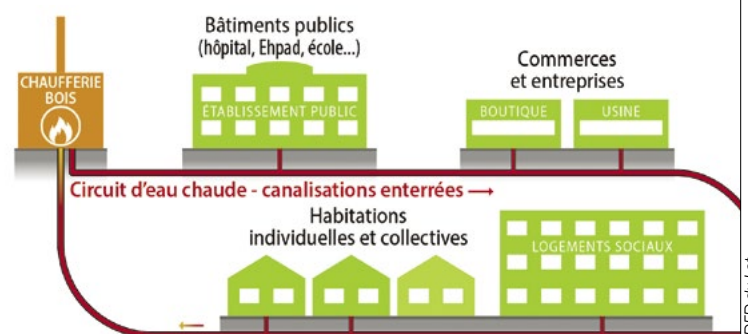 Bâtiments publics
(hôpital, Ehpad, école...)
Commerces
et entreprises
CHAUFFERIE
BOIS
ÉTABLISSEMENT PUBLIC
BOUTIQUE
USINE
Circuit d'eau chaude - canalisations enterrées
Habitations
individuelles et collectives
LOGEMENTS SOCIAUX